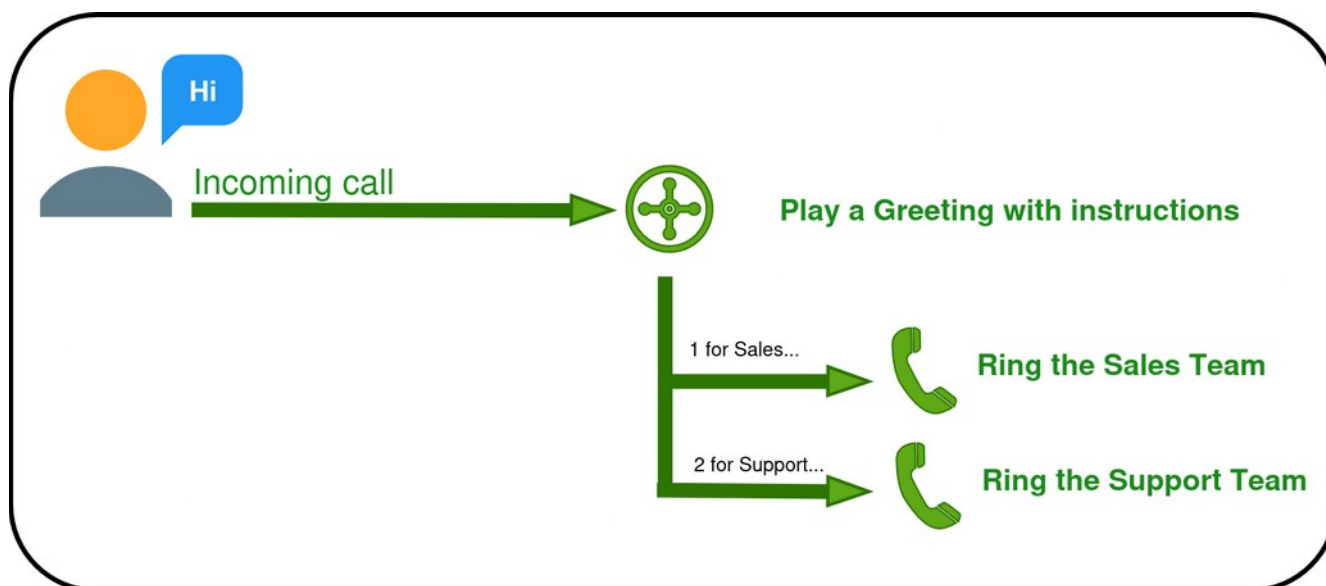 Hi
Incoming call
Play a Greeting with instructions
1 for Sales...
Ring the Sales Team
2 for Support...
Ring the Support Team